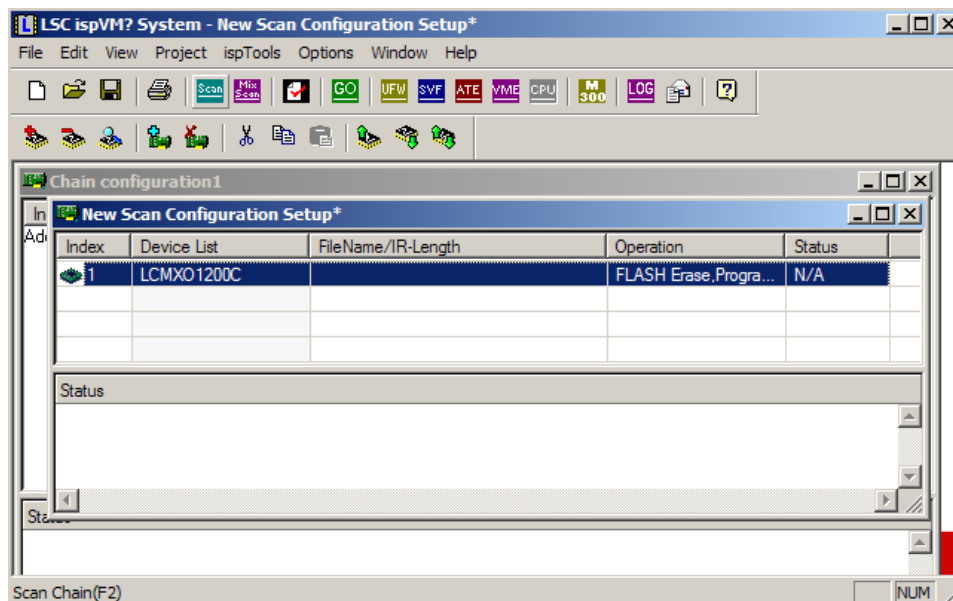 LSC ispVM? System - New Scan Configuration Setup*
File Edit View Project ispTools Options Window Help
Scan Mix Scan GO UFW SVF ATE VME CPU M 300 LOG
Chain configuration1
In
New Scan Configuration Setup*
Index Device List FileName/IR-Length Operation Status
1 LCMXO1200C FLASH Erase,Progra... N/A
Status
Scan Chain(F2) NUM